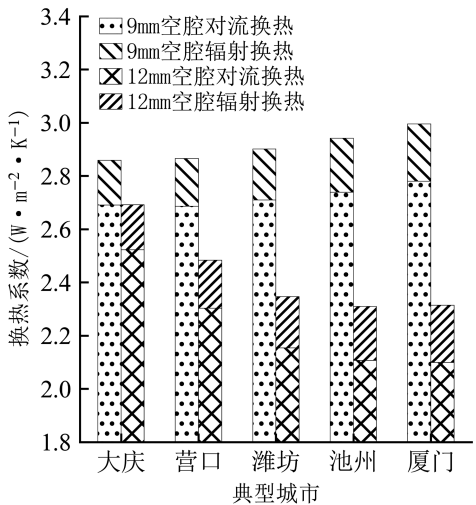 3.4
3.2
3.0
2.8
2.6
2.4
2.2
2.0
1.8
换热系数/(W·m⁻²·K⁻¹)
9mm空腔对流换热
9mm空腔辐射换热
12mm空腔对流换热
12mm空腔辐射换热
大庆 营口 潍坊 池州 厦门
典型城市